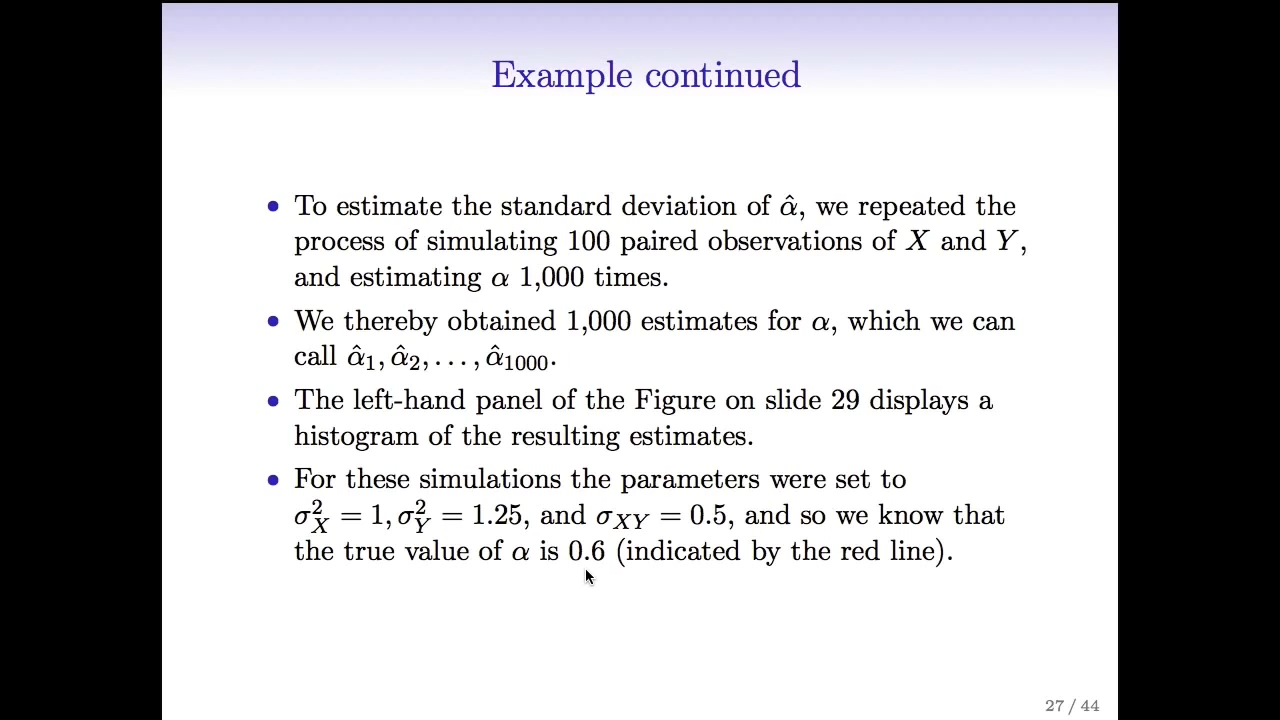 Example continued
• To estimate the standard deviation of α̂, we repeated the
process of simulating 100 paired observations of X and Y,
and estimating α 1,000 times.
• We thereby obtained 1,000 estimates for α, which we can
call α̂₁, α̂₂, . . . , α̂₁₀₀₀.
• The left-hand panel of the Figure on slide 29 displays a
histogram of the resulting estimates.
• For these simulations the parameters were set to
σ²_X = 1, σ²_Y = 1.25, and σ_XY = 0.5, and so we know that
the true value of α is 0.6 (indicated by the red line).
27 / 44